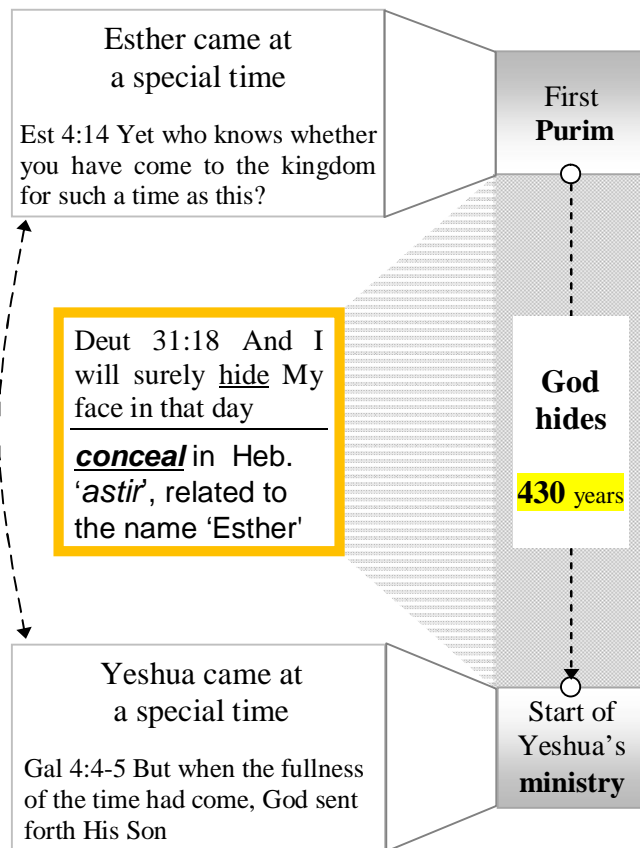 Esther came at
a special time
Est 4:14 Yet who knows whether
you have come to the kingdom
for such a time as this?
First
Purim
Deut 31:18 And I
will surely hide My
face in that day
conceal in Heb.
‘astir’, related to
the name ‘Esther'
God
hides
430 years
Yeshua came at
a special time
Gal 4:4-5 But when the fullness
of the time had come, God sent
forth His Son
Start of
Yeshua’s
ministry